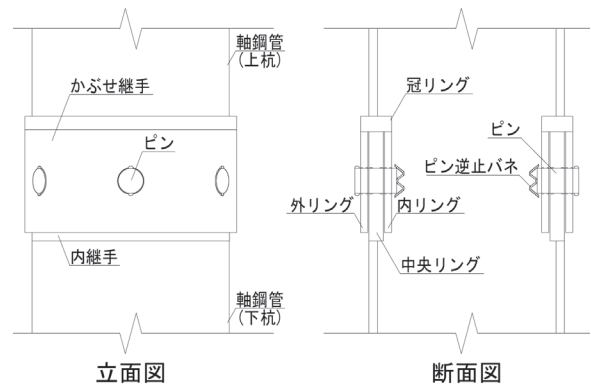 軸鋼管
(上杭)
かぶせ継手
ピン
内継手
軸鋼管
(下杭)
立面図
冠リング
ピン
ピン逆止バネ
外リング
内リング
中央リング
断面図